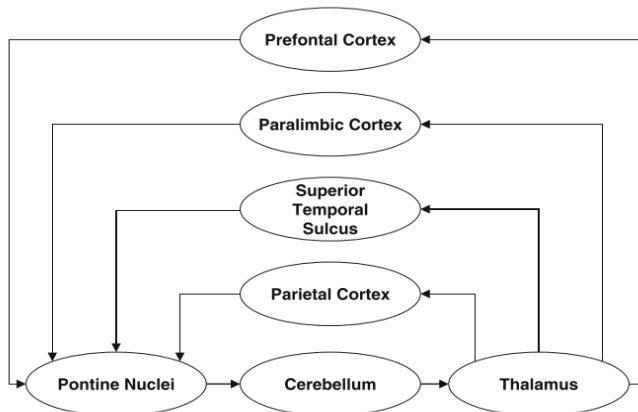 Prefontal Cortex
Paralimbic Cortex
Superior
Temporal
Sulcus
Parietal Cortex
Pontine Nuclei
Cerebellum
Thalamus